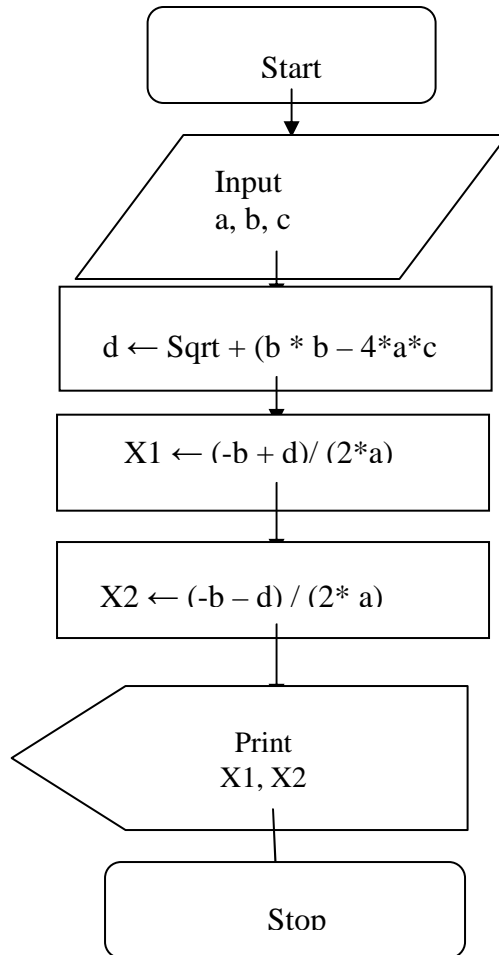 Start
Input
a, b, c
d ← Sqrt + (b * b – 4*a*c
X1 ← (-b + d)/ (2*a)
X2 ← (-b – d) / (2* a)
Print
X1, X2
Stop